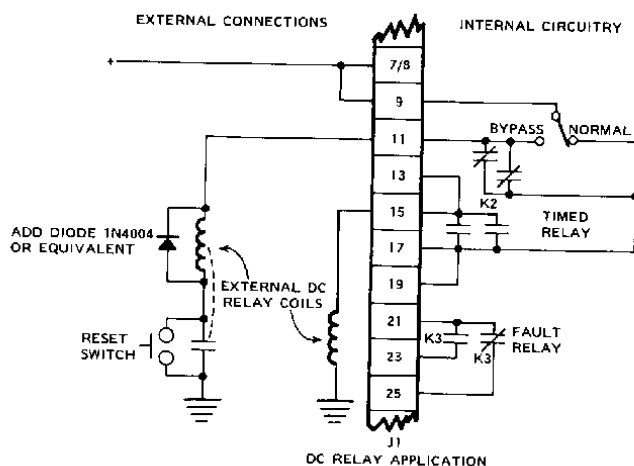 EXTERNAL CONNECTIONS
INTERNAL CIRCUITRY
+
7/8
9
11
13
15
17
19
21
23
25
BYPASS
NORMAL
K2
TIMED
RELAY
ADD DIODE 1N4004
OR EQUIVALENT
EXTERNAL DC
RELAY COILS
RESET
SWITCH
K3
K3
FAULT
RELAY
J1
DC RELAY APPLICATION